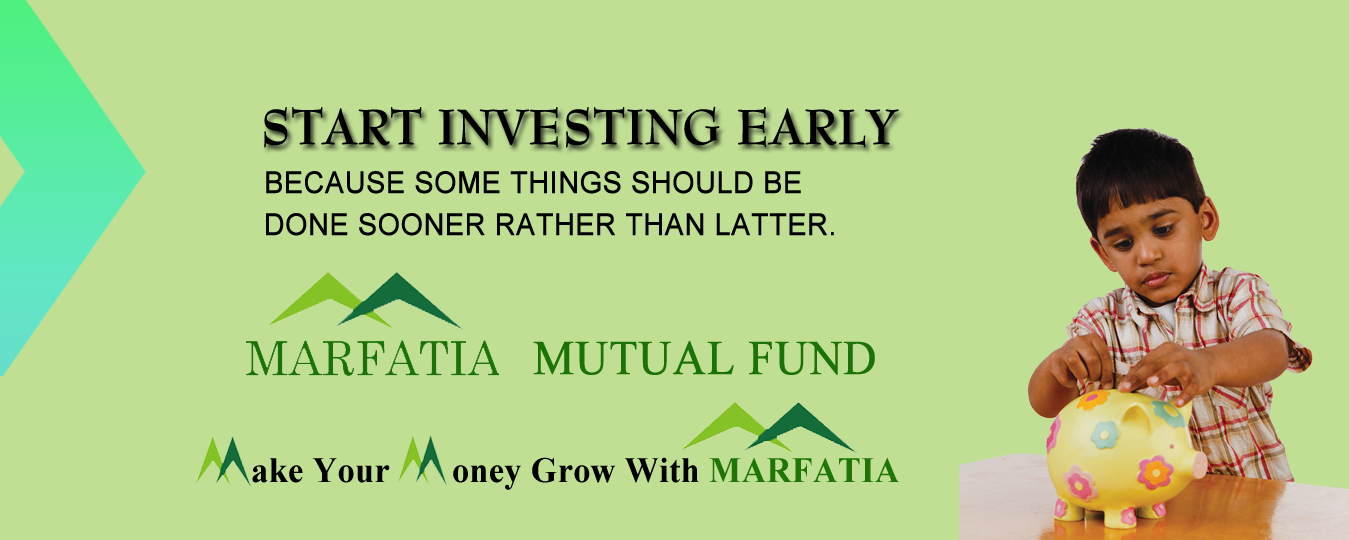 START INVESTING EARLY
BECAUSE SOME THINGS SHOULD BE
DONE SOONER RATHER THAN LATTER.
MARFATIA MUTUAL FUND
Make Your Money Grow With MARFATIA